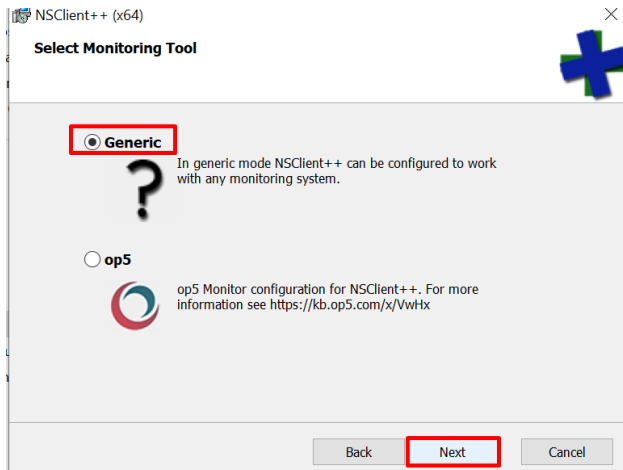 NSClient++ (x64)
Select Monitoring Tool
Generic
In generic mode NSClient++ can be configured to work
with any monitoring system.
op5
op5 Monitor configuration for NSClient++. For more
information see https://kb.op5.com/x/VwHx
Back
Next
Cancel